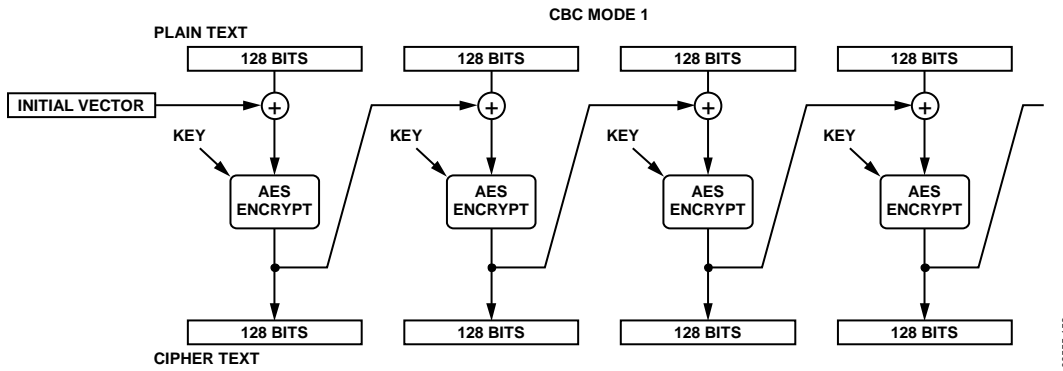 CBC MODE 1
PLAIN TEXT
128 BITS 128 BITS 128 BITS 128 BITS
INITIAL VECTOR + + + +
KEY KEY KEY KEY
AES ENCRYPT AES ENCRYPT AES ENCRYPT AES ENCRYPT
128 BITS 128 BITS 128 BITS 128 BITS
CIPHER TEXT